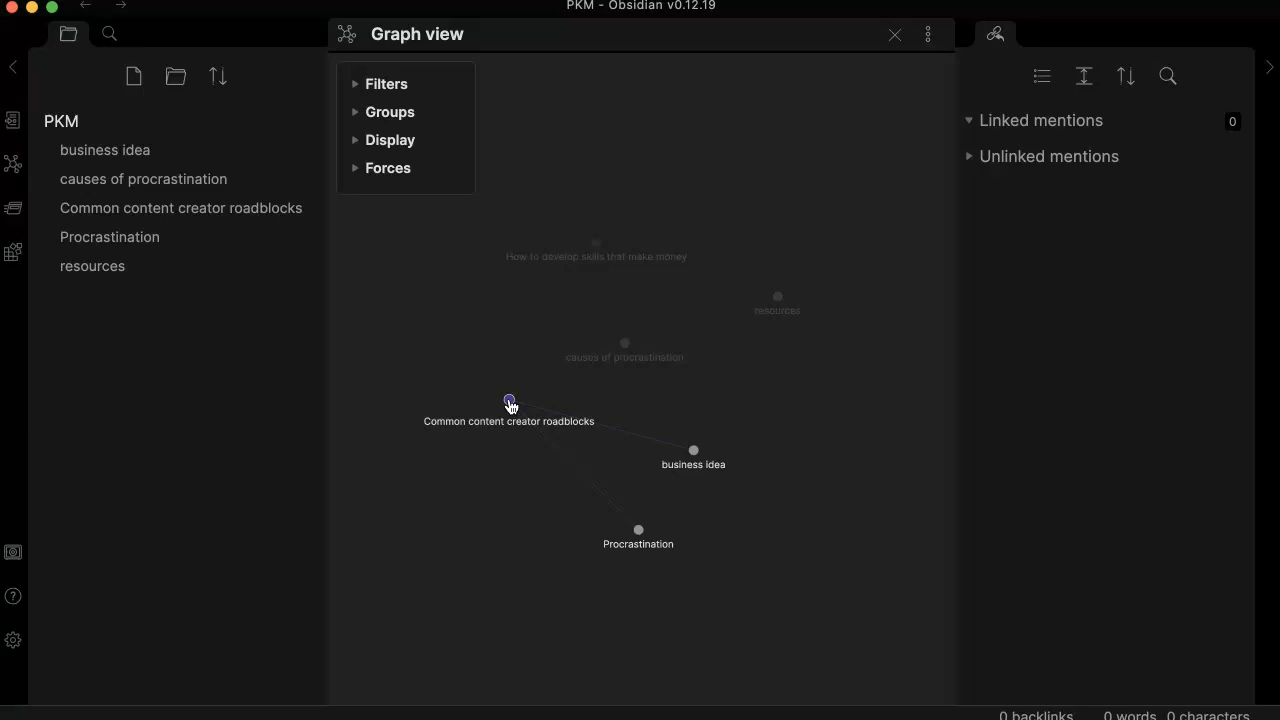 PKM - Obsidian v0.12.19
Graph view
Filters
Groups
Display
Forces
PKM
business idea
causes of procrastination
Common content creator roadblocks
Procrastination
resources
How to develop skills that make money
resources
causes of procrastination
Common content creator roadblocks
business idea
Procrastination
Linked mentions
0
Unlinked mentions
0 backlinks
0 words
0 characters